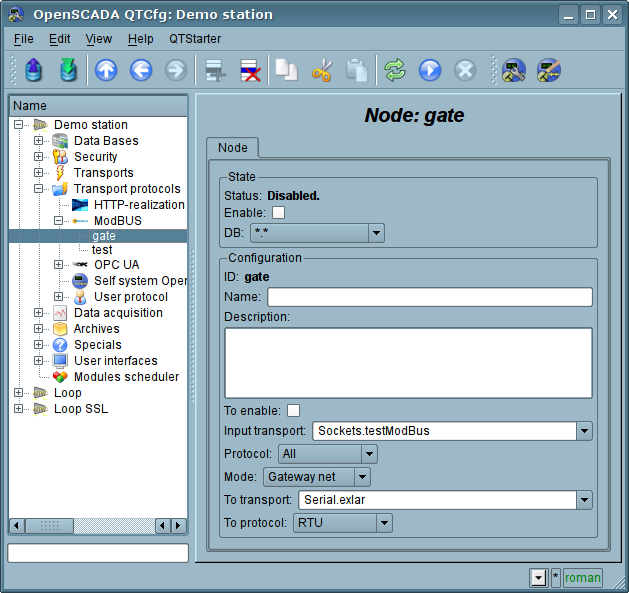 OpenSCADA QTCfg: Demo station
File Edit View Help QTStarter
Name
Demo station
Data Bases
Security
Transports
Transport protocols
HTTP-realization
ModBUS
gate
test
OPC UA
Self system Open
User protocol
Data acquisition
Archives
Specials
User interfaces
Modules scheduler
Loop
Loop SSL
Node: gate
Node
State
Status: Disabled.
Enable:
DB: *.*
Configuration
ID: gate
Name:
Description:
To enable:
Input transport: Sockets.testModBus
Protocol: All
Mode: Gateway net
To transport: Serial.exlar
To protocol: RTU
* roman